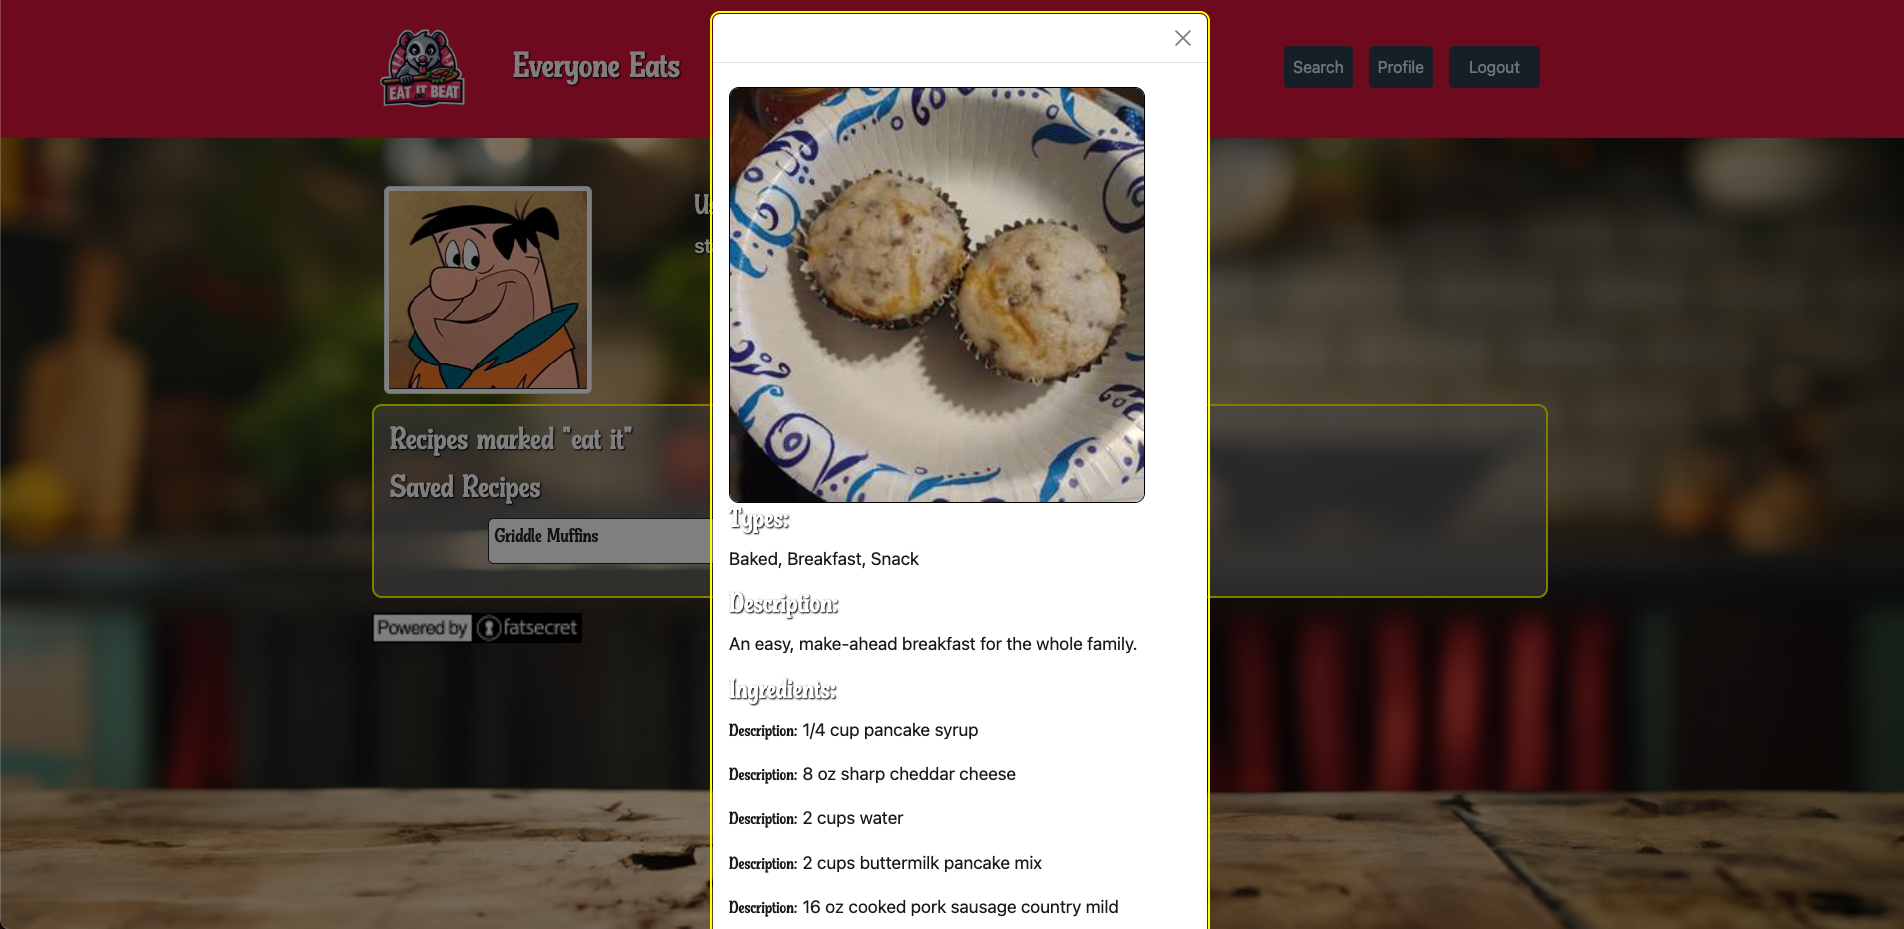 EAT IT BEAT
Everyone Eats
Search
Profile
Logout
Recipes marked "eat it"
Saved Recipes
Griddle Muffins
Powered by fatsecret
Types:
Baked, Breakfast, Snack
Description:
An easy, make-ahead breakfast for the whole family.
Ingredients:
Description: 1/4 cup pancake syrup
Description: 8 oz sharp cheddar cheese
Description: 2 cups water
Description: 2 cups buttermilk pancake mix
Description: 16 oz cooked pork sausage country mild